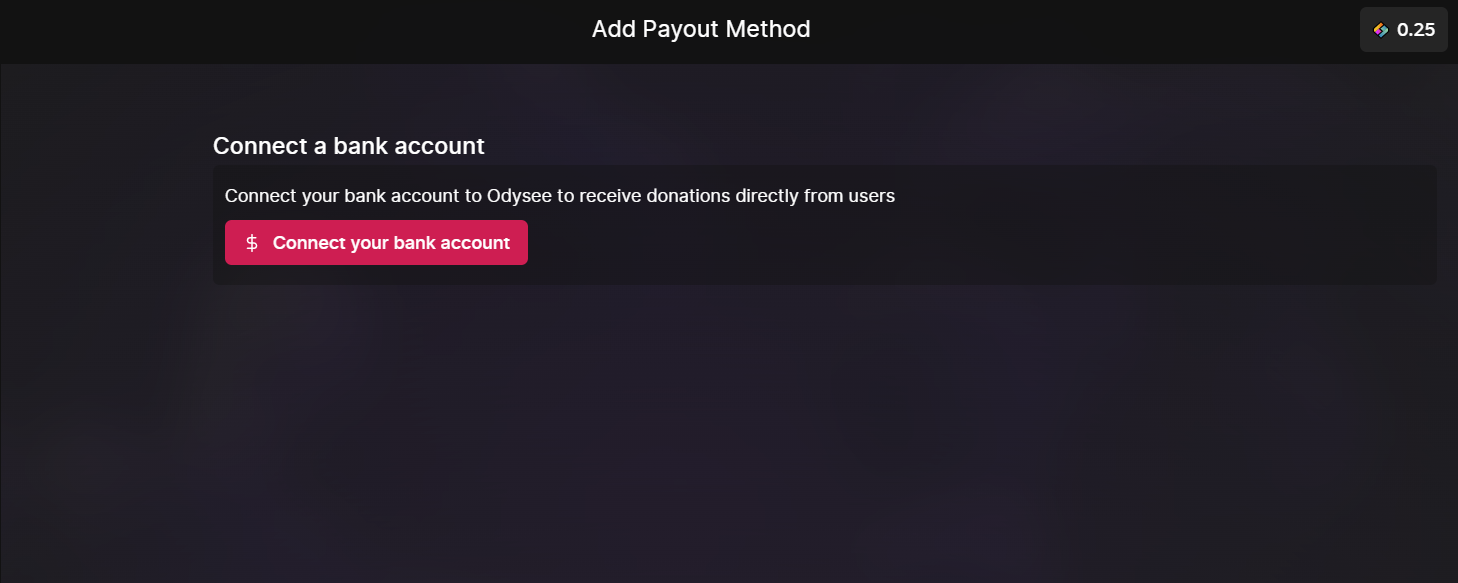 Add Payout Method
0.25
Connect a bank account
Connect your bank account to Odysee to receive donations directly from users
$ Connect your bank account